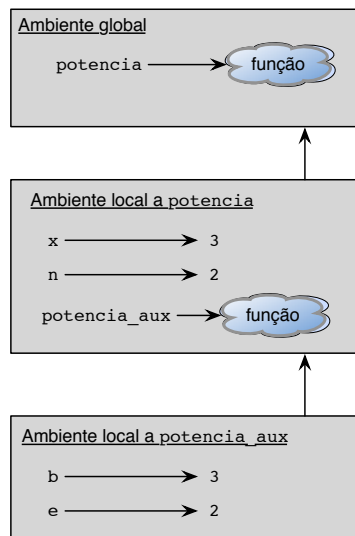 Ambiente global
potencia função
Ambiente local a potencia
x 3
n 2
potencia_aux função
Ambiente local a potencia_aux
b 3
e 2